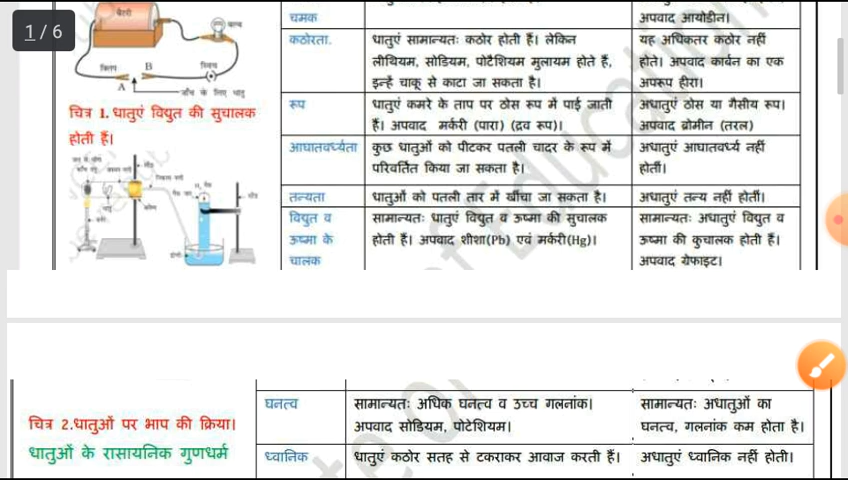 1 / 6
बैटरी
बल्ब
क्लिप
B
स्विच
A
जाँच के लिए धातु
चित्र 1. धातुएं विद्युत की सुचालक
होती हैं।
चमक
अपवाद आयोडीन।
कठोरता.
धातुएं सामान्यतः कठोर होती हैं। लेकिन
लीथियम, सोडियम, पोटैशियम मुलायम होते हैं,
इन्हें चाकू से काटा जा सकता है।
यह अधिकतर कठोर नहीं
होते। अपवाद कार्बन का एक
अपरूप हीरा।
रूप
धातुएं कमरे के ताप पर ठोस रूप में पाई जाती
हैं। अपवाद मर्करी (पारा) (द्रव रूप)।
अधातुएं ठोस या गैसीय रूप।
अपवाद ब्रोमीन (तरल)
आघातवर्ध्यता
कुछ धातुओं को पीटकर पतली चादर के रूप में
परिवर्तित किया जा सकता है।
अधातुएं आघातवर्ध्य नहीं
होतीं।
तन्यता
धातुओं को पतली तार में खींचा जा सकता है।
अधातुएं तन्य नहीं होतीं।
विद्युत व
ऊष्मा के
चालक
सामान्यतः धातुएं विद्युत व ऊष्मा की सुचालक
होती हैं। अपवाद शीशा(Pb) एवं मर्करी(Hg)।
सामान्यतः अधातुएं विद्युत व
ऊष्मा की कुचालक होती हैं।
अपवाद ग्रेफाइट।
चित्र 2.धातुओं पर भाप की क्रिया।
धातुओं के रासायनिक गुणधर्म
घनत्व
सामान्यतः अधिक घनत्व व उच्च गलनांक।
अपवाद सोडियम, पोटेशियम।
सामान्यतः अधातुओं का
घनत्व, गलनांक कम होता है।
ध्वानिक
धातुएं कठोर सतह से टकराकर आवाज करती हैं।
अधातुएं ध्वानिक नहीं होती।